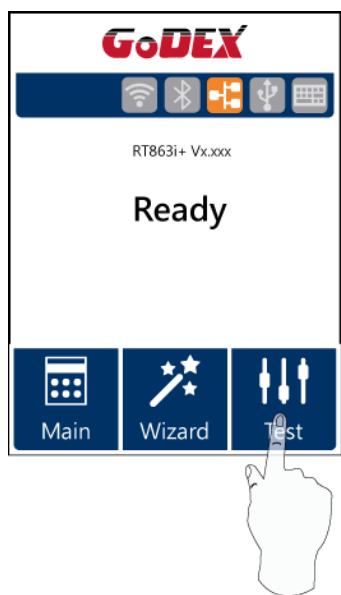 GoDEX
RT863i+ Vx.xxx
Ready
Main
Wizard
Test